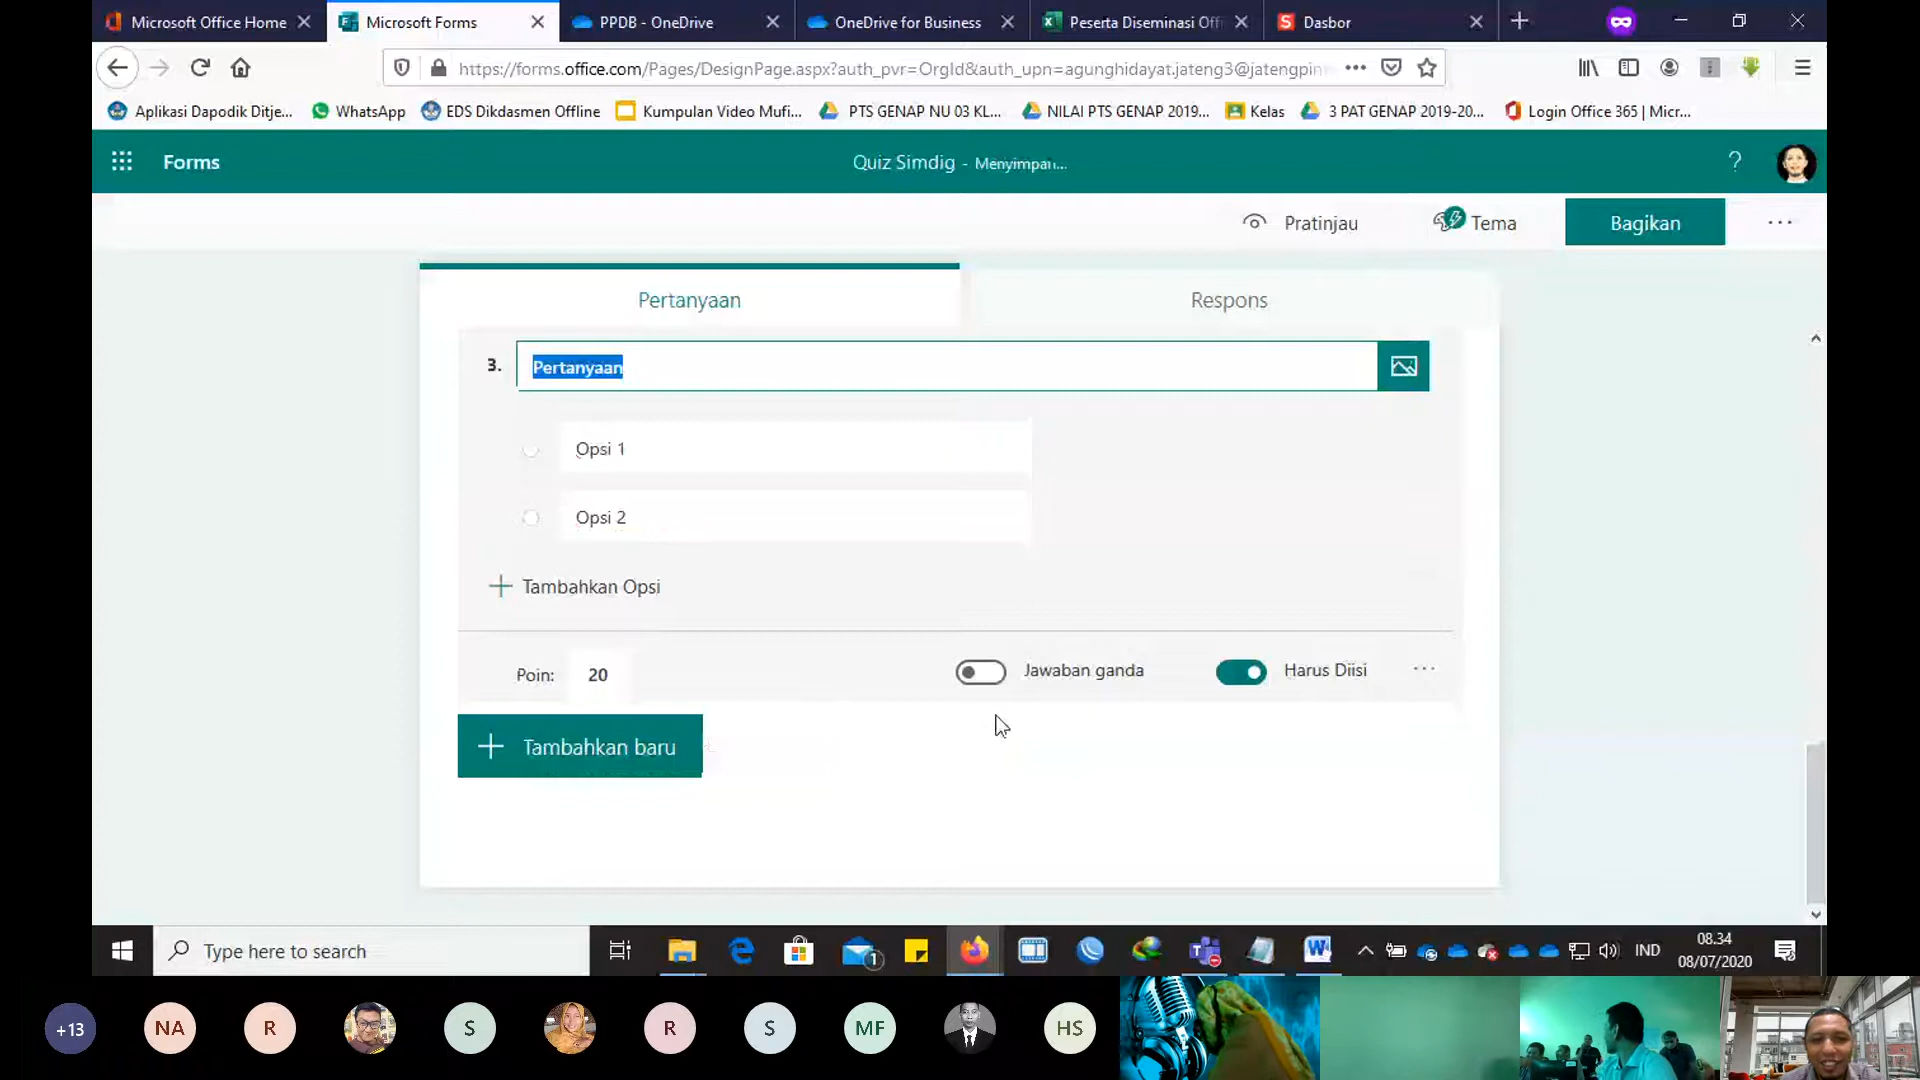 Microsoft Office Home
Microsoft Forms
PPDB - OneDrive
OneDrive for Business
Peserta Diseminasi Offi
Dasbor
https://forms.office.com/Pages/DesignPage.aspx?auth_pvr=OrgId&auth_upn=agunghidayat.jateng3@jatengpin
Aplikasi Dapodik Ditje...
WhatsApp
EDS Dikdasmen Offline
Kumpulan Video Mufi...
PTS GENAP NU 03 KL...
NILAI PTS GENAP 2019...
Kelas
3 PAT GENAP 2019-20...
Login Office 365 | Micr...
Forms
Quiz Simdig - Menyimpan...
?
Pratinjau
Tema
Bagikan
...
Pertanyaan
Respons
3. Pertanyaan
Opsi 1
Opsi 2
+ Tambahkan Opsi
Poin: 20
Jawaban ganda
Harus Diisi
...
+ Tambahkan baru
Type here to search
1
IND
08.34
08/07/2020
+13
NA
R
S
R
S
MF
HS